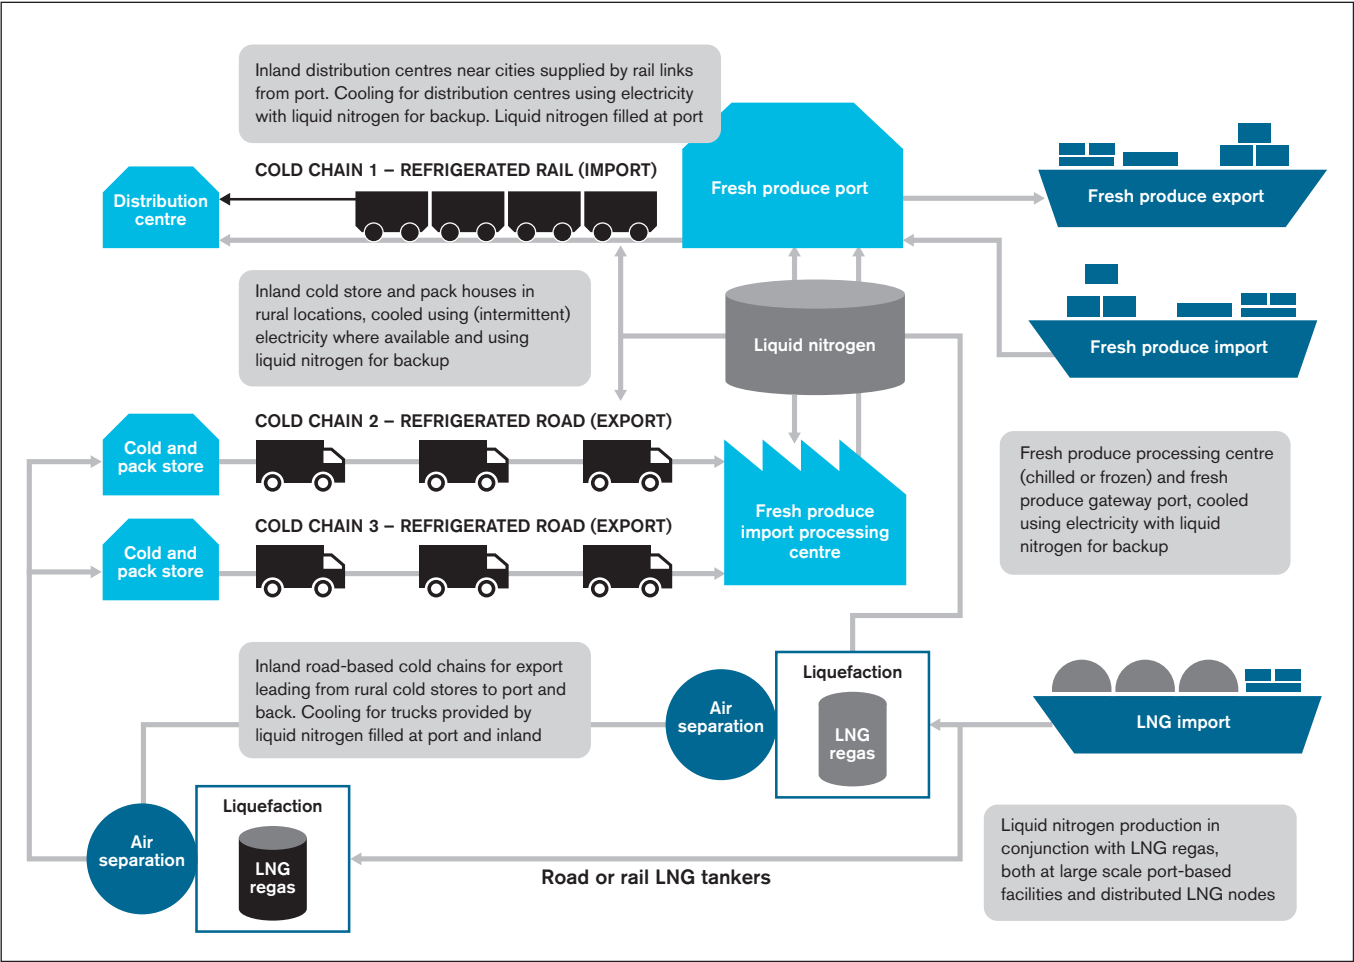 Inland distribution centres near cities supplied by rail links
from port. Cooling for distribution centres using electricity
with liquid nitrogen for backup. Liquid nitrogen filled at port
COLD CHAIN 1 – REFRIGERATED RAIL (IMPORT)
Distribution
centre
Fresh produce port
Fresh produce export
Inland cold store and pack houses in
rural locations, cooled using (intermittent)
electricity where available and using
liquid nitrogen for backup
Liquid nitrogen
Fresh produce import
COLD CHAIN 2 – REFRIGERATED ROAD (EXPORT)
Cold and
pack store
Fresh produce processing centre
(chilled or frozen) and fresh
produce gateway port, cooled
using electricity with liquid
nitrogen for backup
COLD CHAIN 3 – REFRIGERATED ROAD (EXPORT)
Cold and
pack store
Fresh produce
import processing
centre
Inland road-based cold chains for export
leading from rural cold stores to port and
back. Cooling for trucks provided by
liquid nitrogen filled at port and inland
Air
separation
Liquefaction
LNG
regas
LNG import
Air
separation
Liquefaction
LNG
regas
Road or rail LNG tankers
Liquid nitrogen production in
conjunction with LNG regas,
both at large scale port-based
facilities and distributed LNG nodes